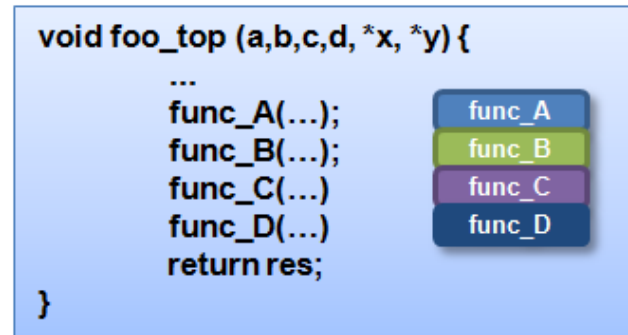 void foo_top (a,b,c,d, *x, *y) {
...
func_A(...);
func_B(...);
func_C(...)
func_D(...)
return res;
}
func_A
func_B
func_C
func_D